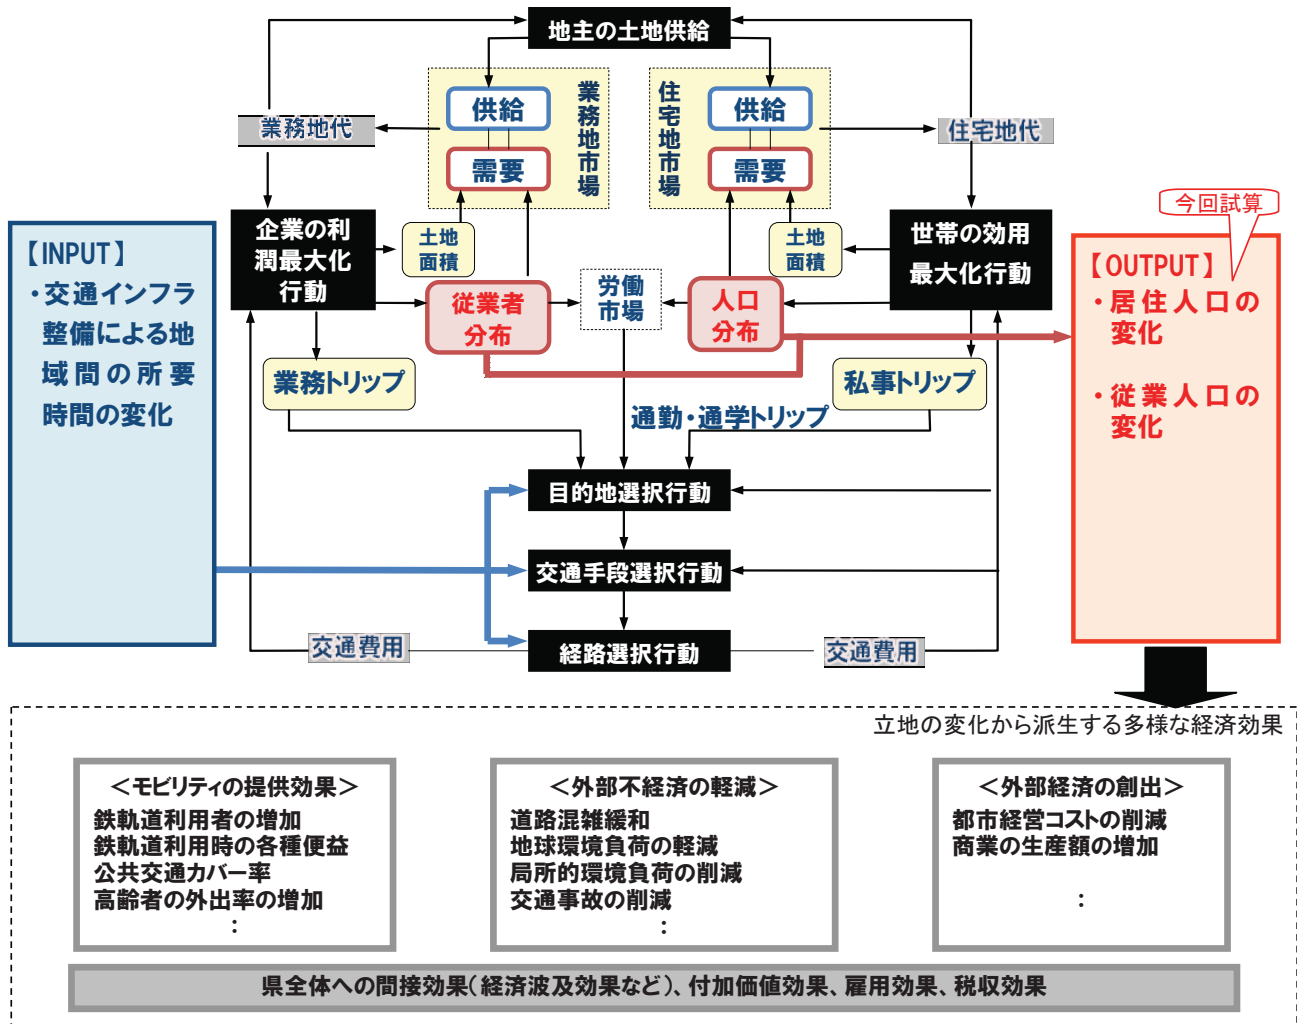 地主の土地供給
業務地市場
供給
需要
住宅地市場
供給
需要
業務地代
住宅地代
今回試算
【INPUT】
・交通インフラ
整備による地
域間の所要
時間の変化
企業の利
潤最大化
行動
土地
面積
土地
面積
世帯の効用
最大化行動
【OUTPUT】
・居住人口の
変化
・従業人口の
変化
従業者
分布
労働
市場
人口
分布
業務トリップ
私事トリップ
通勤・通学トリップ
目的地選択行動
交通手段選択行動
経路選択行動
交通費用
交通費用
立地の変化から派生する多様な経済効果
＜モビリティの提供効果＞
鉄軌道利用者の増加
鉄軌道利用時の各種便益
公共交通カバー率
高齢者の外出率の増加
：
＜外部不経済の軽減＞
道路混雑緩和
地球環境負荷の軽減
局所的環境負荷の削減
交通事故の削減
：
＜外部経済の創出＞
都市経営コストの削減
商業の生産額の増加
：
県全体への間接効果（経済波及効果など）、付加価値効果、雇用効果、税収効果